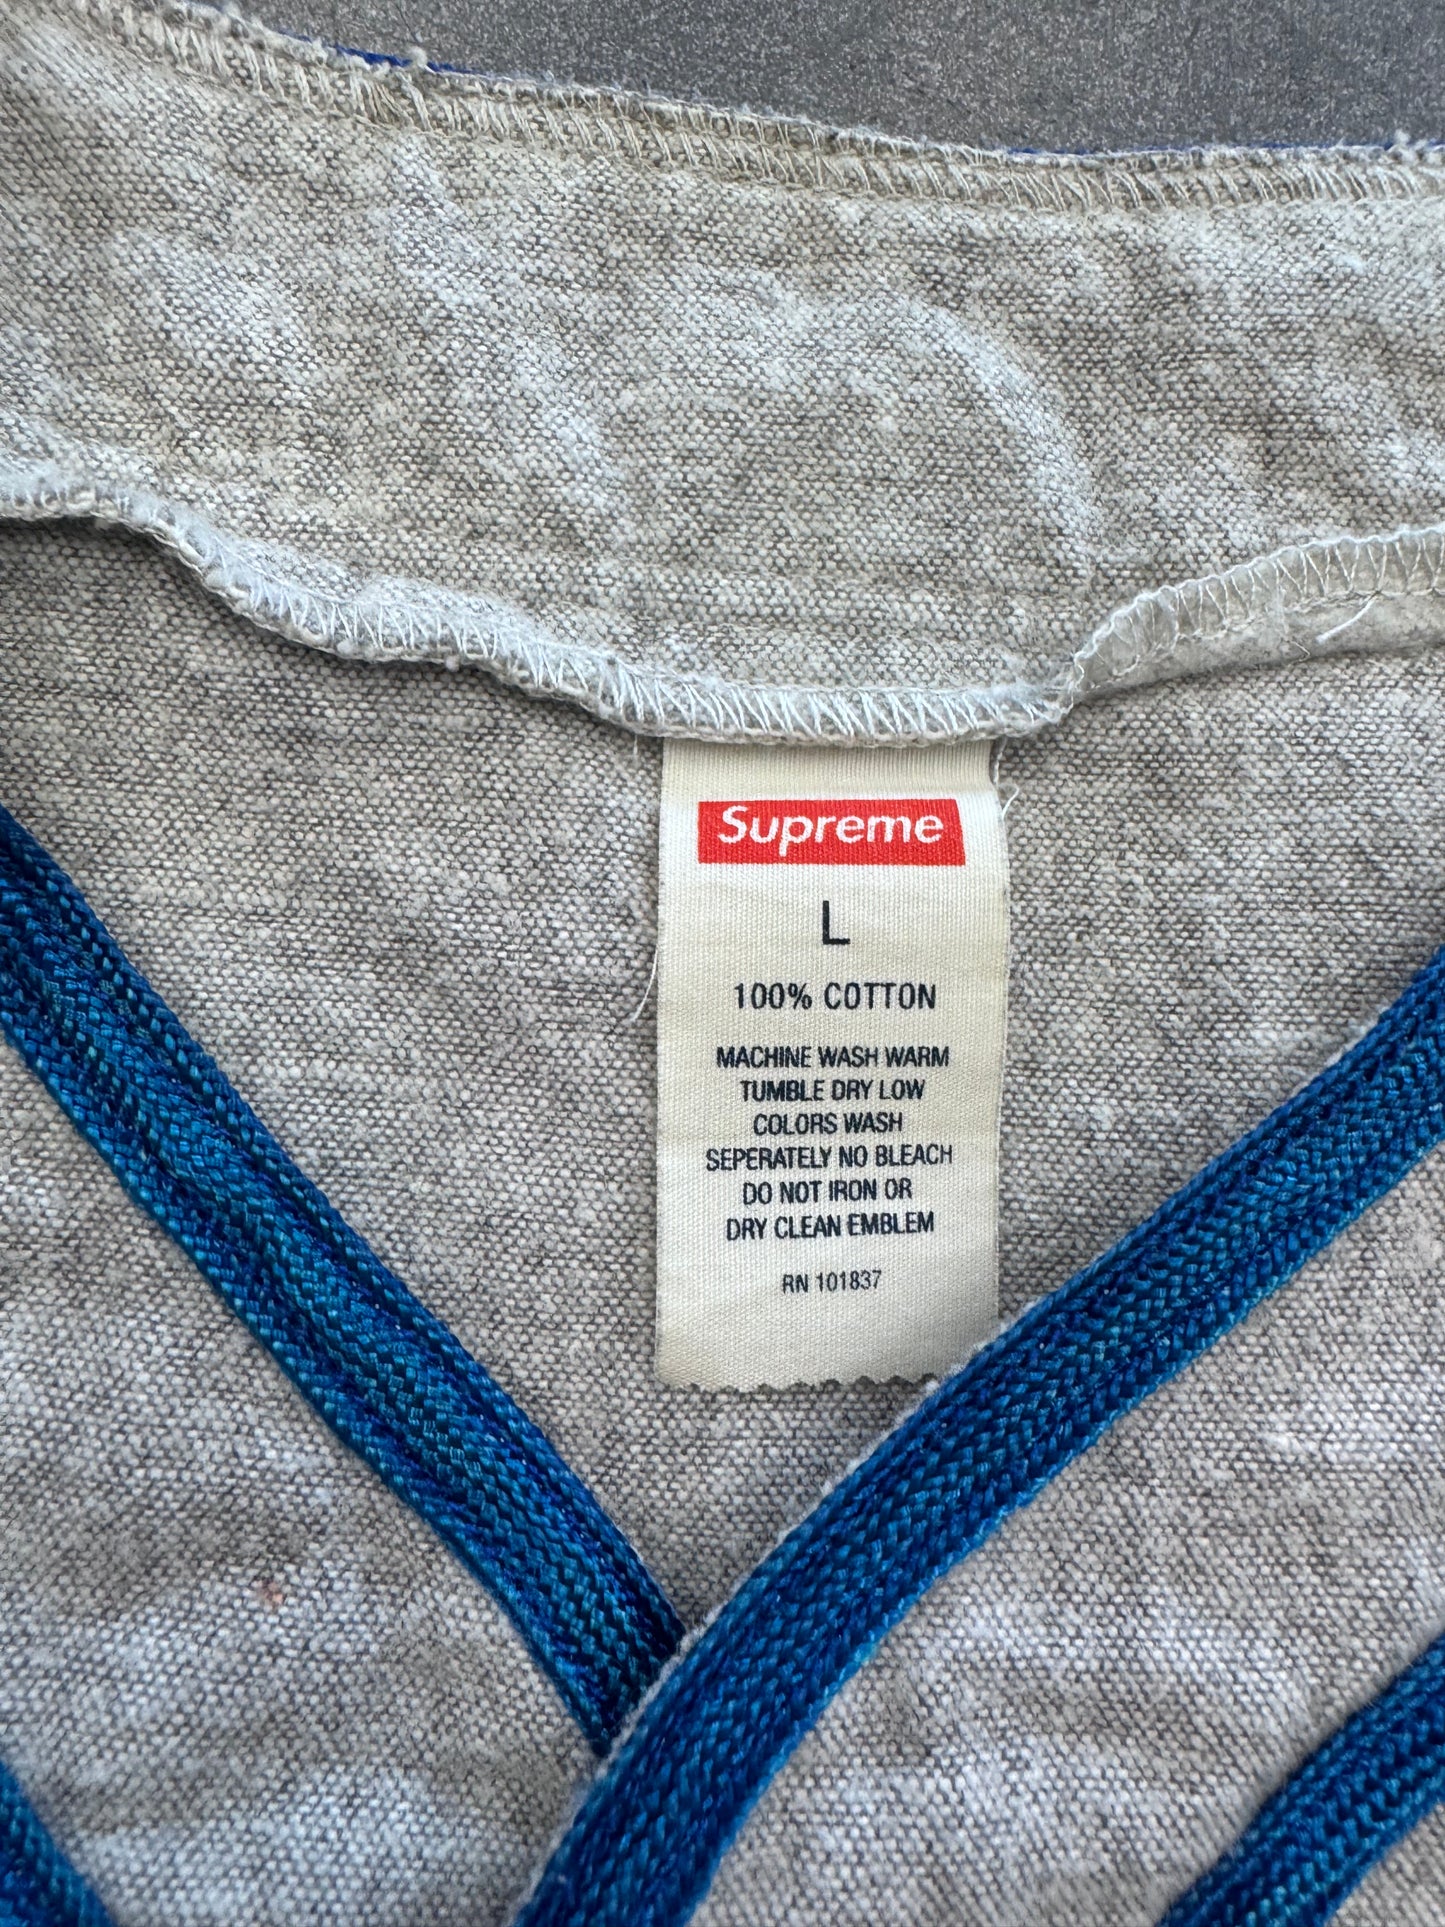 Supreme
L
100% COTTON
MACHINE WASH WARM
TUMBLE DRY LOW
COLORS WASH
SEPERATELY NO BLEACH
DO NOT IRON OR
DRY CLEAN EMBLEM
RN 101837